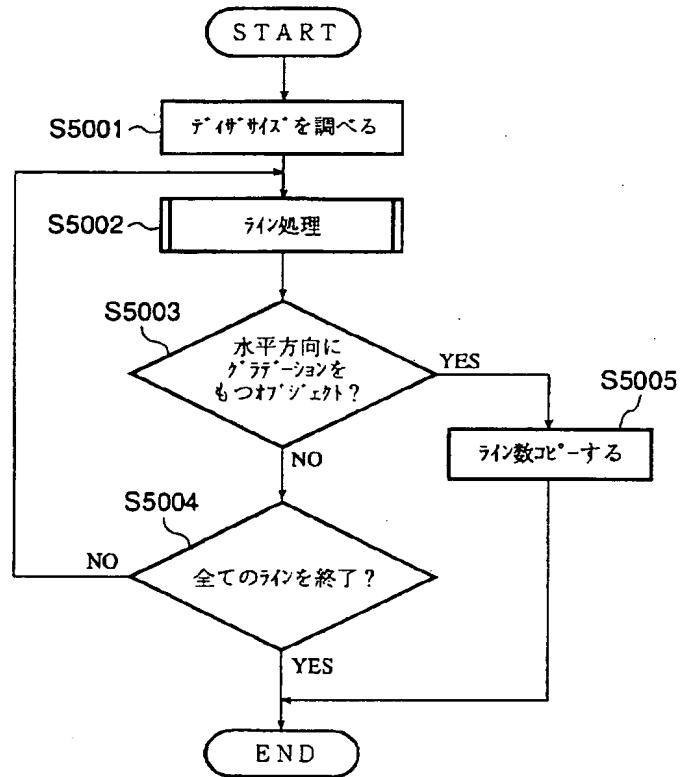 START
S5001
ディザサイズを調べる
S5002
ライン処理
S5003
水平方向に
グラデーションを
もつオブジェクト？
YES
S5005
ライン数コピーする
NO
S5004
NO
全てのラインを終了？
YES
END